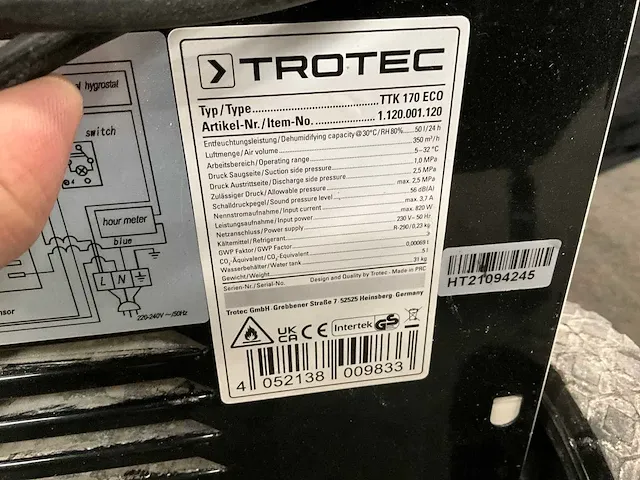 TROTEC
Typ/Type TTK 170 ECO
Artikel-Nr./Item-No. 1.120.001.120
Entfeuchtungsleistung/Dehumidifying capacity @30°C/RH 80% 50 l/24 h
Luftmenge/Air volume 350 m³/h
Arbeitsbereich/Operating range 5–32 °C
Druck Saugseite/Suction side pressure 1,0 MPa
Druck Austrittseite/Discharge side pressure 2,5 MPa
Zulässiger Druck/Allowable pressure max. 2,5 MPa
Schalldruckpegel/Sound pressure level 56 dB(A)
Nennstromaufnahme/Input current max. 3,7 A
Leistungsaufnahme/Input power max. 820 W
Netzanschluss/Power supply 230 V – 50 Hz
Kältemittel/Refrigerant R-290/0,23 kg
GWP Faktor/GWP Factor 3
CO₂-Äquivalent/CO₂-Equivalent 0,00069 t
Wasserbehälter/Water tank 5 l
Gewicht/Weight 31 kg
Serien-Nr./Serial-No. Design and Quality by Trotec - Made in PRC
Trotec GmbH Grebbener Straße 7 52525 Heinsberg Germany
UK CA CE Intertek GS
4 052138 009833
HT21094245
hygrostat
switch
hour meter
blue
L N
220-240V ~/50Hz
sensor